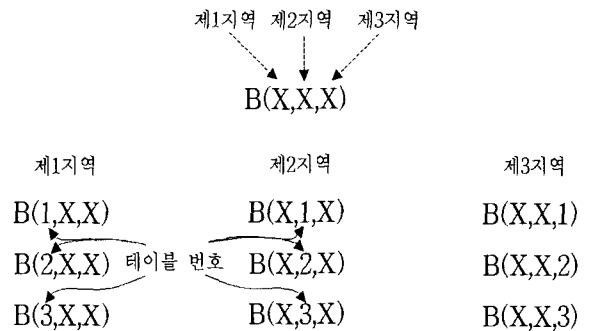 제1지역 제2지역 제3지역
B(X,X,X)
제1지역 제2지역 제3지역
B(1,X,X) B(X,1,X) B(X,X,1)
B(2,X,X) 테이블 번호 B(X,2,X) B(X,X,2)
B(3,X,X) B(X,3,X) B(X,X,3)